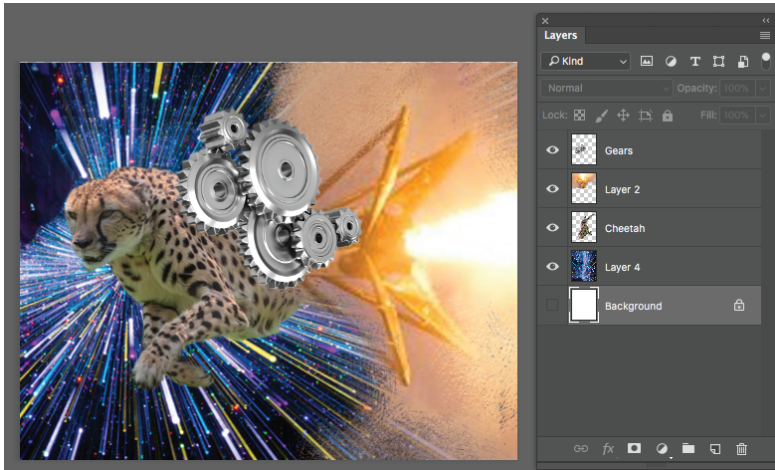 Layers
Kind
Normal Opacity: 100%
Lock: Fill: 100%
Gears
Layer 2
Cheetah
Layer 4
Background
fx